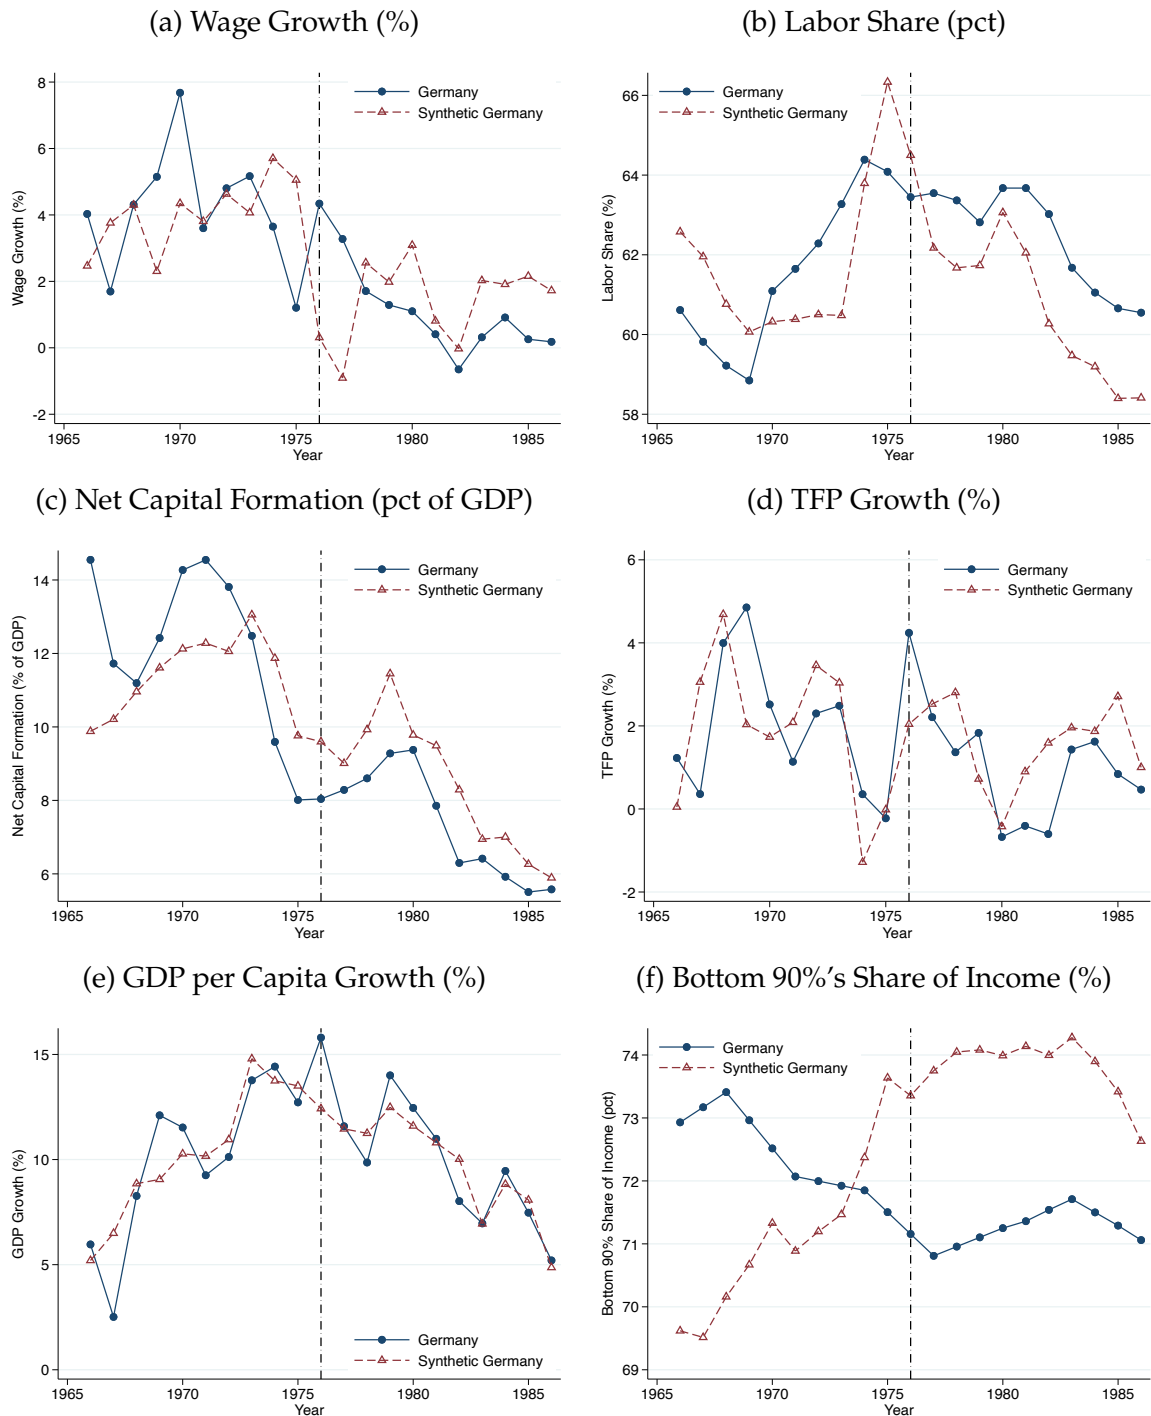 (a) Wage Growth (%)
8
6
4
2
0
-2
Wage Growth (%)
1965 1970 1975 1980 1985
Year
Germany
Synthetic Germany
(b) Labor Share (pct)
66
64
62
60
58
Labor Share (%)
1965 1970 1975 1980 1985
Year
Germany
Synthetic Germany
(c) Net Capital Formation (pct of GDP)
14
12
10
8
6
Net Capital Formation (% of GDP)
1965 1970 1975 1980 1985
Year
Germany
Synthetic Germany
(d) TFP Growth (%)
6
4
2
0
-2
TFP Growth (%)
1965 1970 1975 1980 1985
Year
Germany
Synthetic Germany
(e) GDP per Capita Growth (%)
15
10
5
0
GDP Growth (%)
1965 1970 1975 1980 1985
Year
Germany
Synthetic Germany
(f) Bottom 90%'s Share of Income (%)
74
73
72
71
70
69
Bottom 90% Share of Income (pct)
1965 1970 1975 1980 1985
Year
Germany
Synthetic Germany